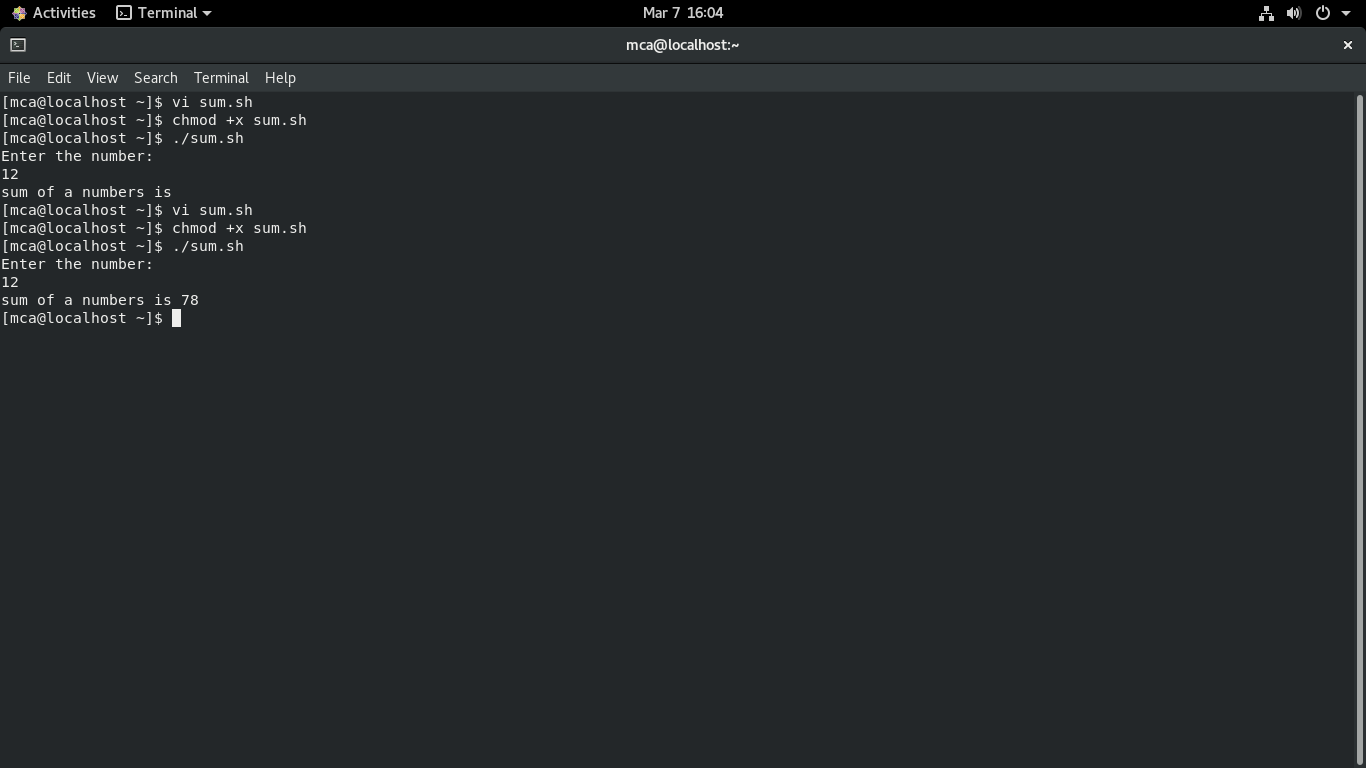 Activities Terminal Mar 7 16:04
mca@localhost:~
File Edit View Search Terminal Help
[mca@localhost ~]$ vi sum.sh
[mca@localhost ~]$ chmod +x sum.sh
[mca@localhost ~]$ ./sum.sh
Enter the number:
12
sum of a numbers is
[mca@localhost ~]$ vi sum.sh
[mca@localhost ~]$ chmod +x sum.sh
[mca@localhost ~]$ ./sum.sh
Enter the number:
12
sum of a numbers is 78
[mca@localhost ~]$